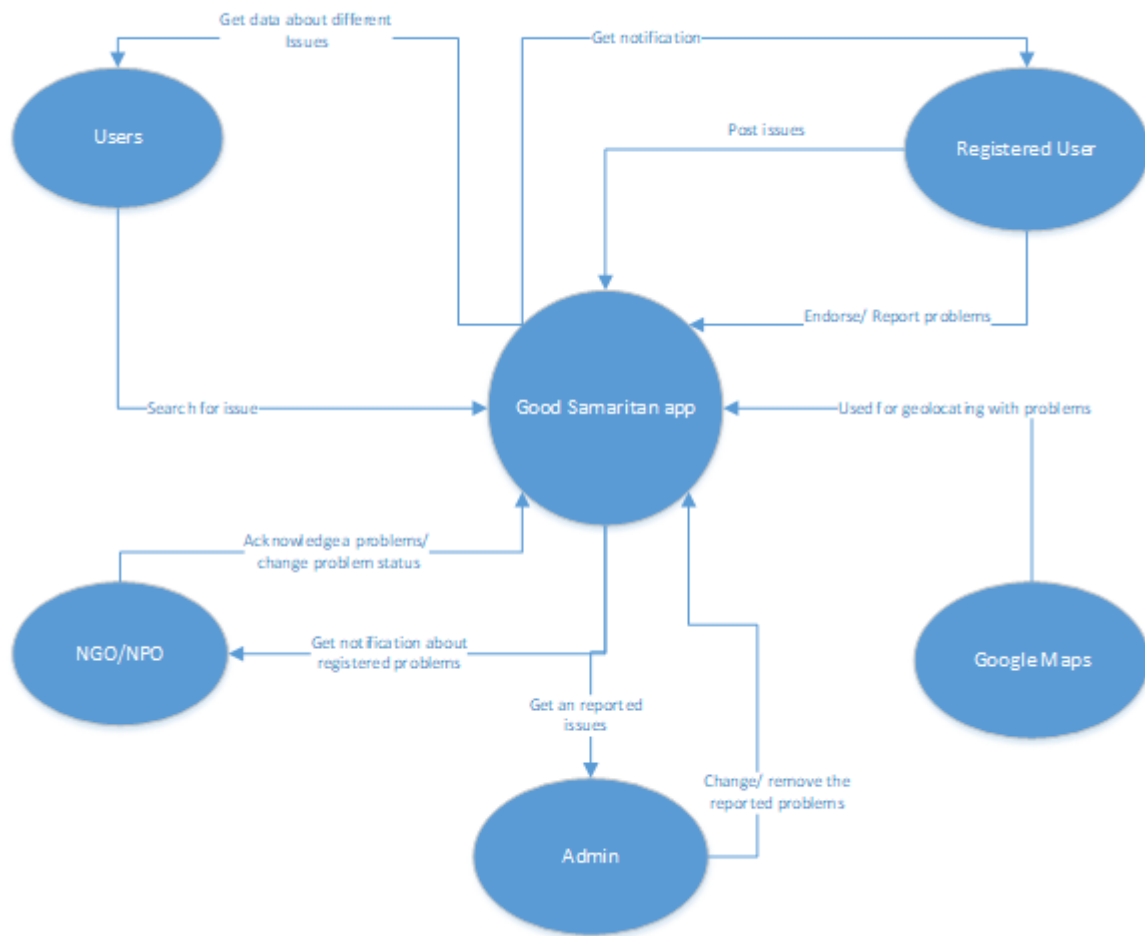 Get data about different
Issues
Get notification
Users
Post issues
Registered User
Endorse/ Report problems
Search for issue
Good Samaritan app
Used for geolocating with problems
Acknowledge a problems/
change problem status
NGO/NPO
Get notification about
registered problems
Google Maps
Get an reported
issues
Change/ remove the
reported problems
Admin